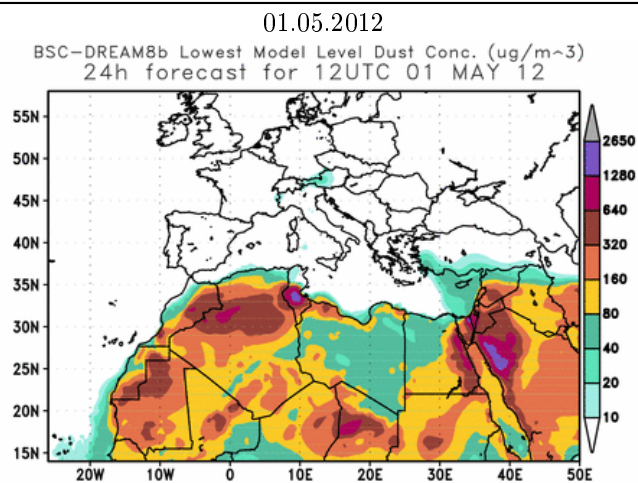 01.05.2012
BSC-DREAM8b Lowest Model Level Dust Conc. (ug/m^3)
24h forecast for 12UTC 01 MAY 12
55N
50N
45N
40N
35N
30N
25N
20N
15N
20W 10W 0 10E 20E 30E 40E 50E
2650
1280
640
320
160
80
40
20
10